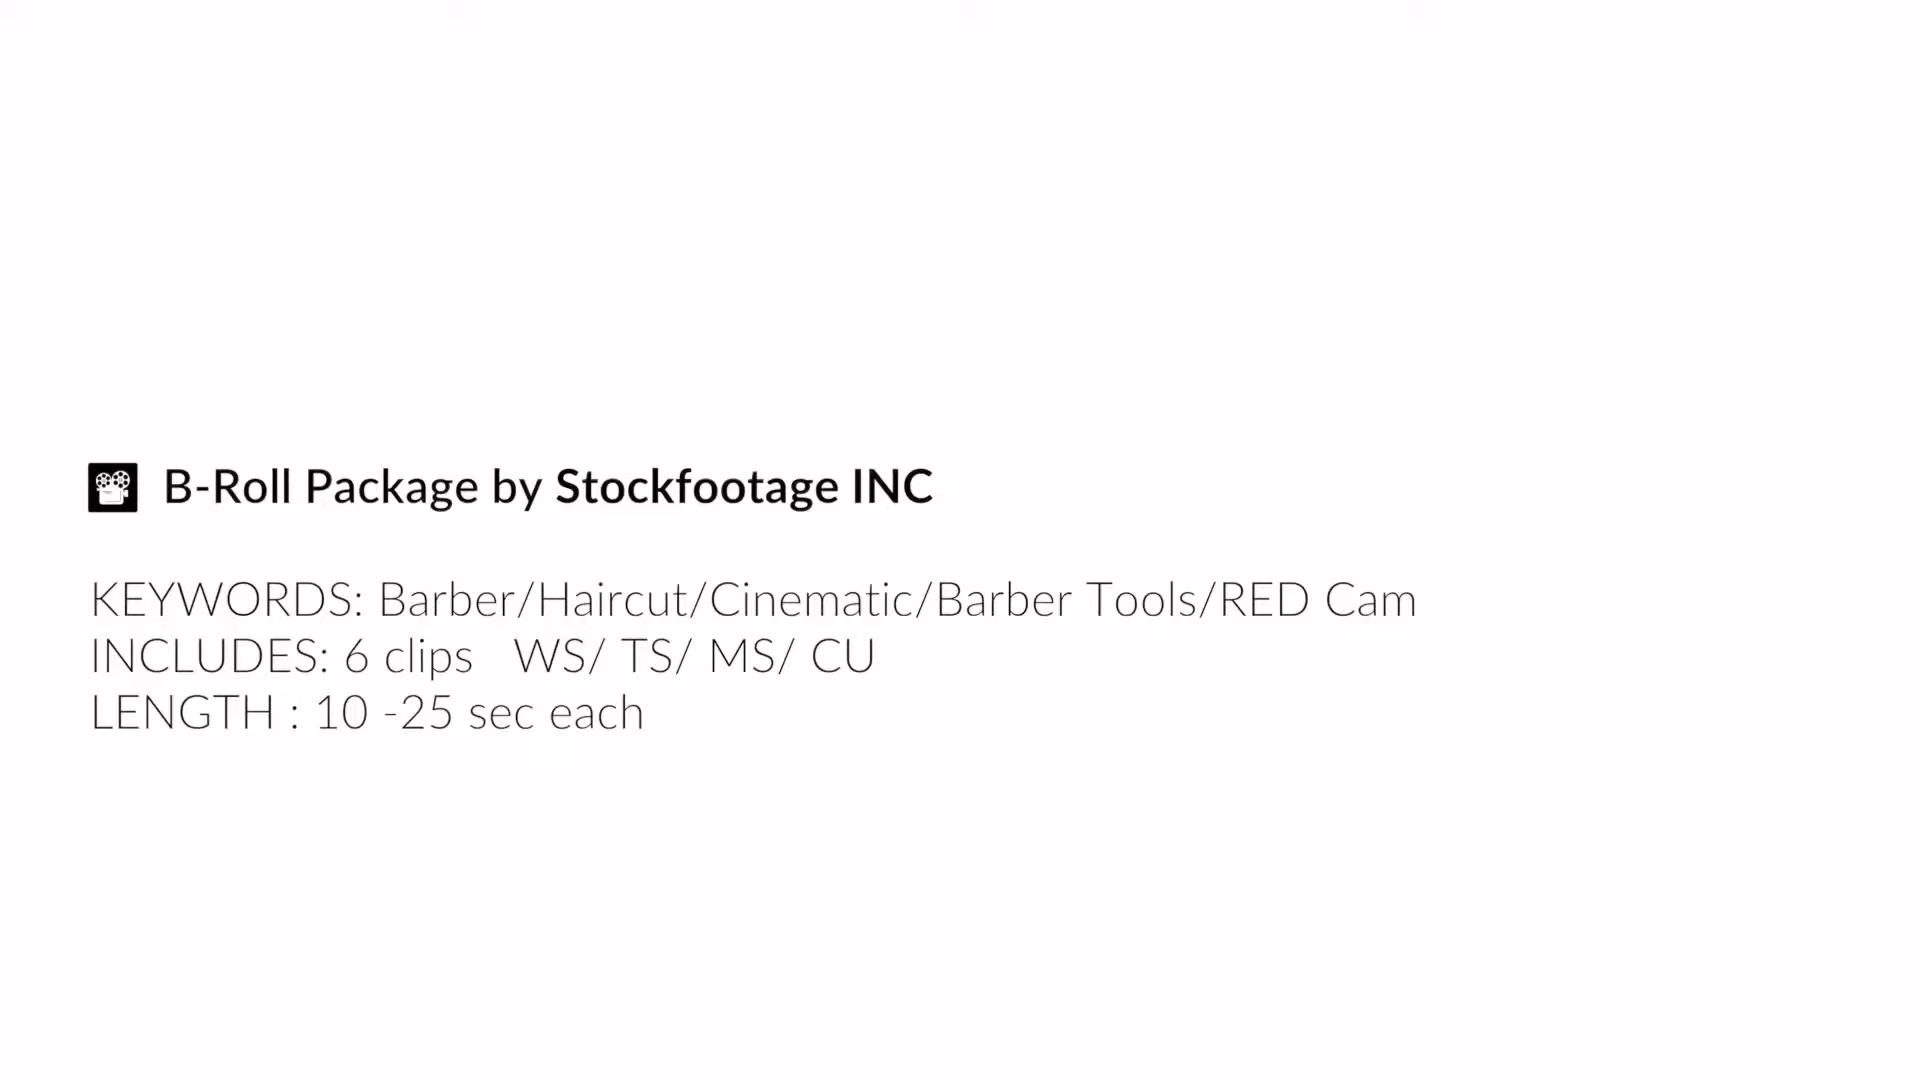 B-Roll Package by Stockfootage INC
KEYWORDS: Barber/Haircut/Cinematic/Barber Tools/RED Cam
INCLUDES: 6 clips   WS/ TS/ MS/ CU
LENGTH : 10 -25 sec each